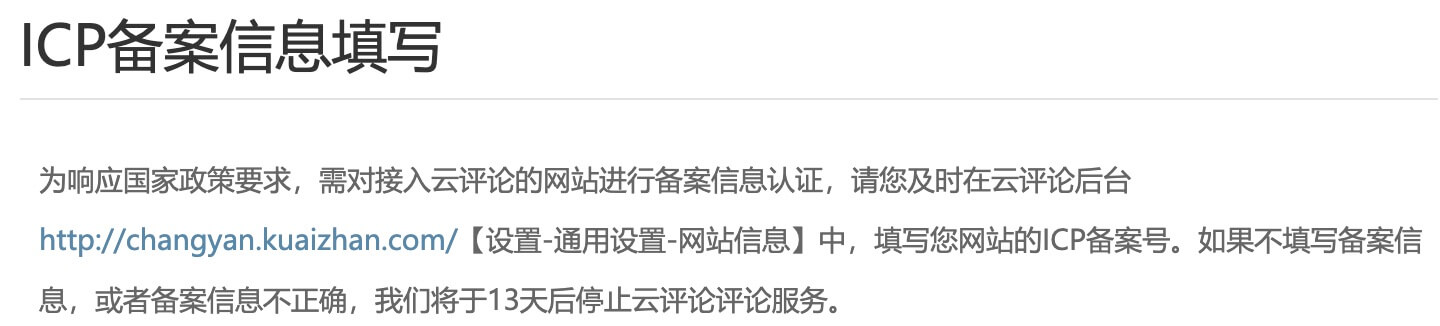 ICP备案信息填写
为响应国家政策要求，需对接入云评论的网站进行备案信息认证，请您及时在云评论后台
http://changyan.kuaizhan.com/【设置-通用设置-网站信息】中，填写您网站的ICP备案号。如果不填写备案信
息，或者备案信息不正确，我们将于13天后停止云评论评论服务。